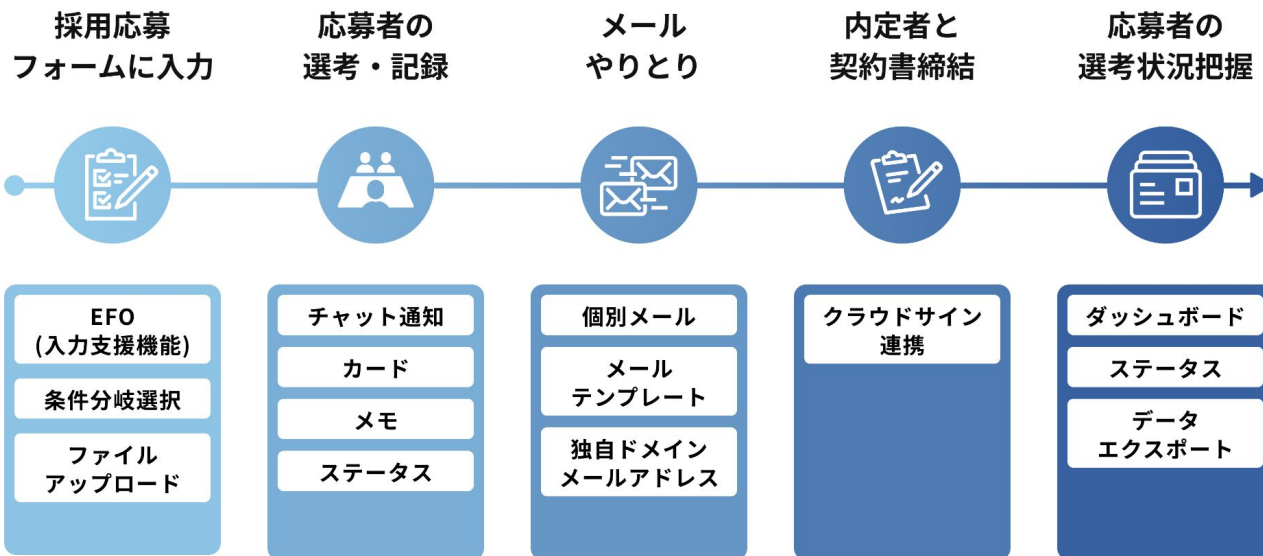 採用応募
フォームに入力
応募者の
選考・記録
メール
やりとり
内定者と
契約書締結
応募者の
選考状況把握
EFO
(入力支援機能)
条件分岐選択
ファイル
アップロード
チャット通知
カード
メモ
ステータス
個別メール
メール
テンプレート
独自ドメイン
メールアドレス
クラウドサイン
連携
ダッシュボード
ステータス
データ
エクスポート